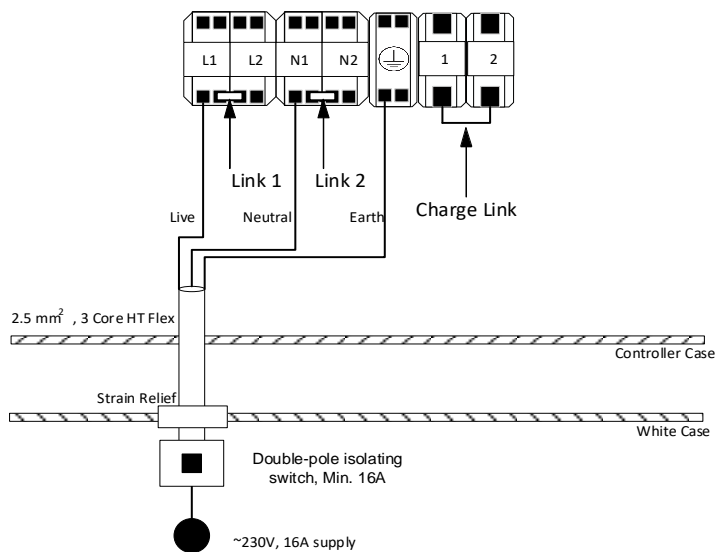 L1 L2 N1 N2 1 2
Link 1
Link 2
Charge Link
Live
Neutral
Earth
2.5 mm² , 3 Core HT Flex
Controller Case
Strain Relief
White Case
Double-pole isolating
switch, Min. 16A
~230V, 16A supply